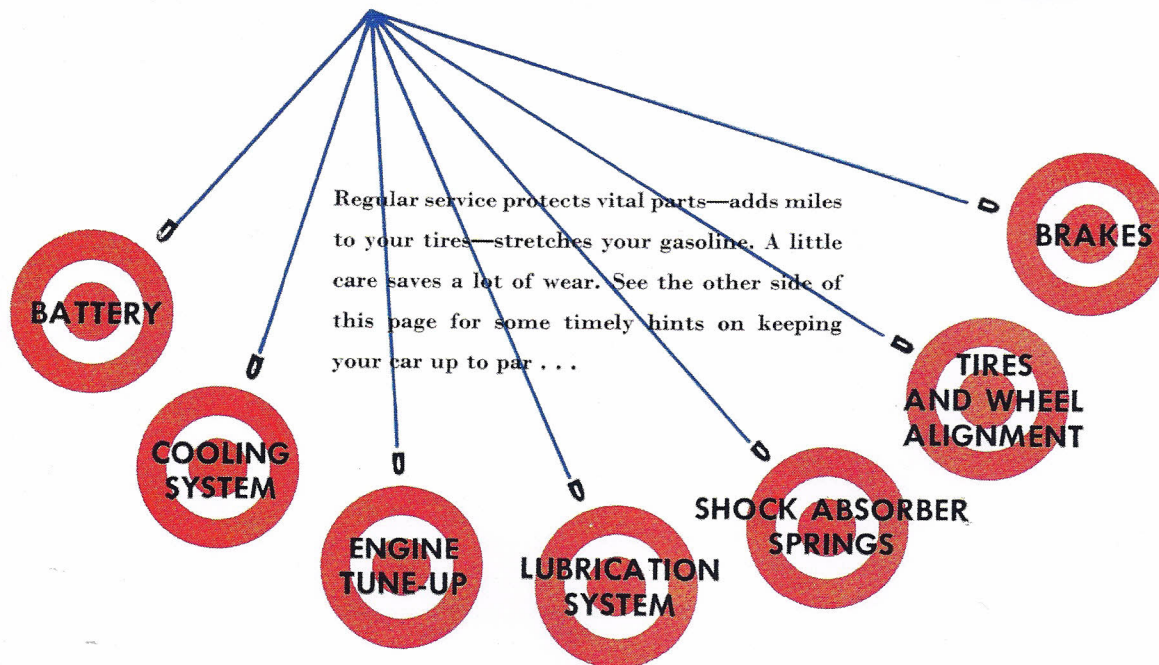 Regular service protects vital parts—adds miles
to your tires—stretches your gasoline. A little
care saves a lot of wear. See the other side of
this page for some timely hints on keeping
your car up to par . . .
BATTERY
COOLING
SYSTEM
ENGINE
TUNE-UP
LUBRICATION
SYSTEM
SHOCK ABSORBER
SPRINGS
TIRES
AND WHEEL
ALIGNMENT
BRAKES